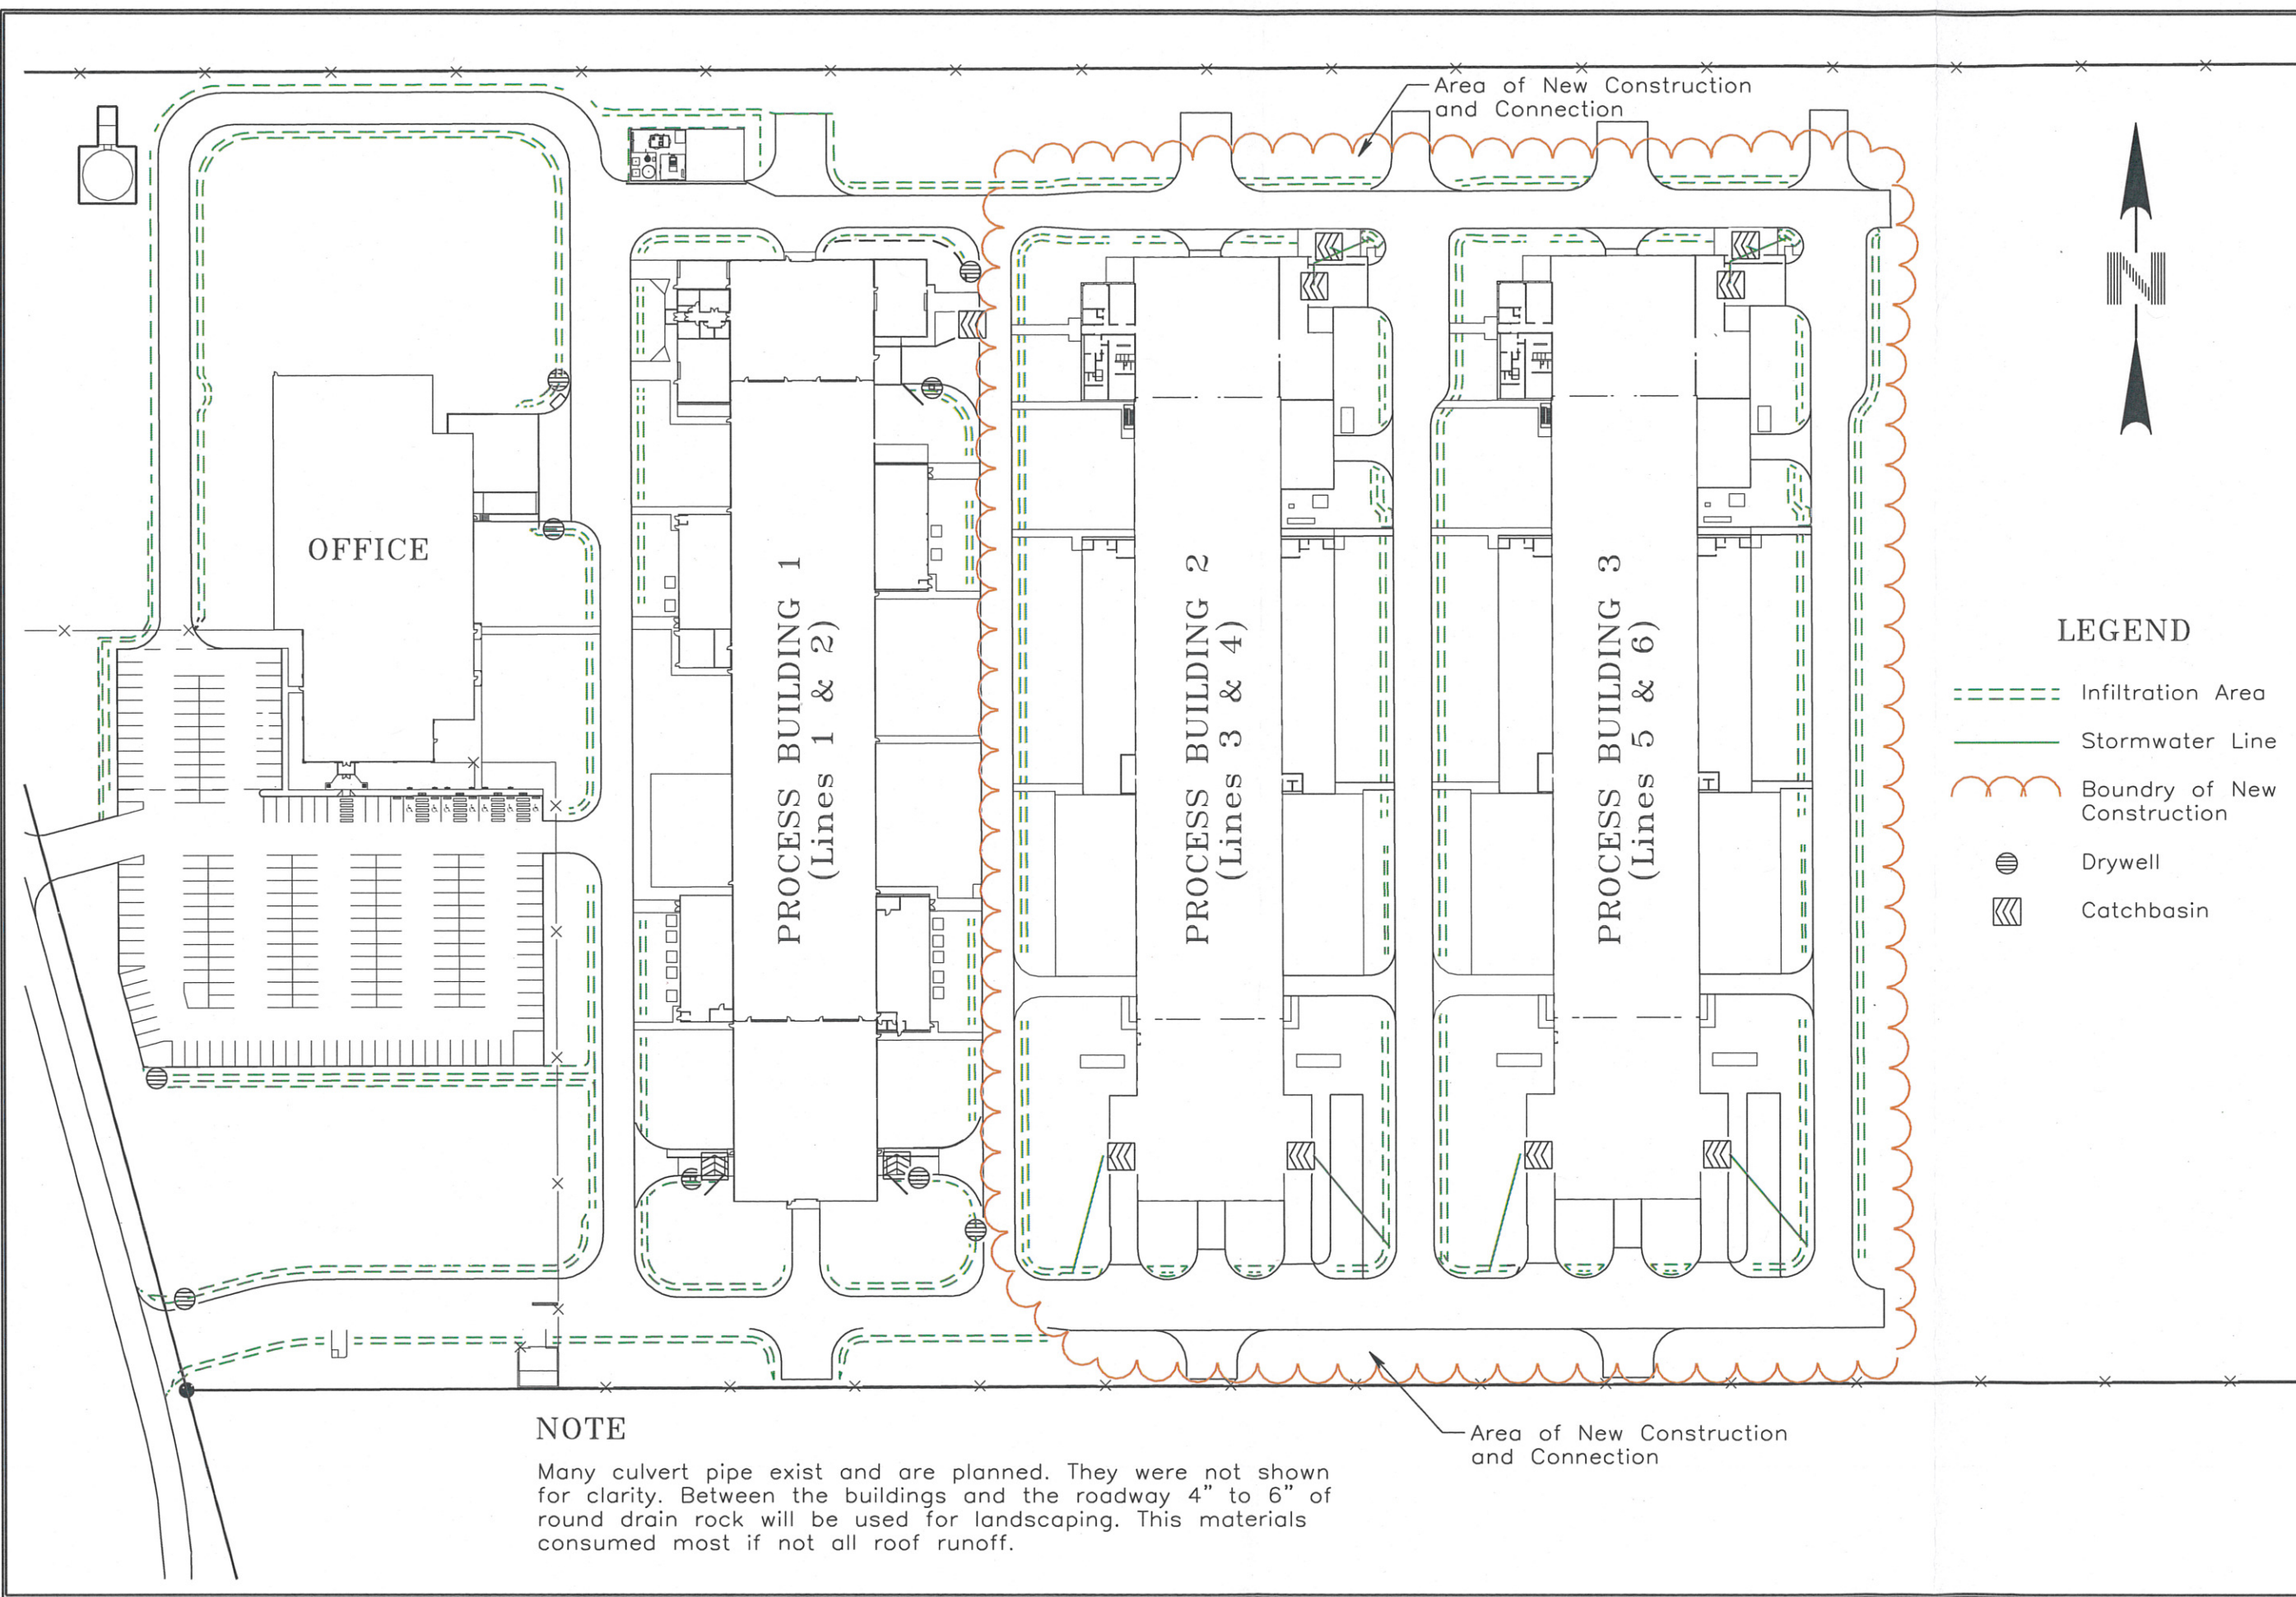 Area of New Construction
and Connection
N
OFFICE
PROCESS BUILDING 1
(Lines 1 & 2)
PROCESS BUILDING 2
(Lines 3 & 4)
PROCESS BUILDING 3
(Lines 5 & 6)
LEGEND
Infiltration Area
Stormwater Line
Boundry of New
Construction
Drywell
Catchbasin
Area of New Construction
and Connection
NOTE
Many culvert pipe exist and are planned. They were not shown
for clarity. Between the buildings and the roadway 4” to 6” of
round drain rock will be used for landscaping. This materials
consumed most if not all roof runoff.